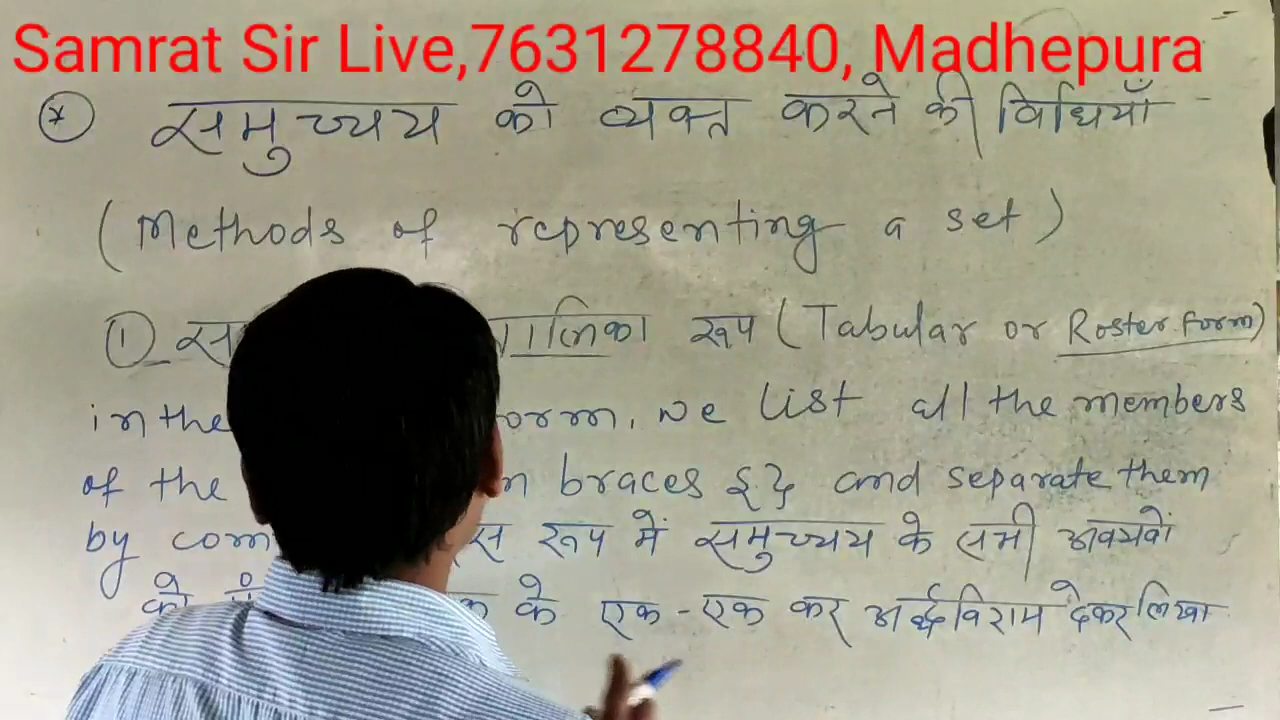 Samrat Sir Live,7631278840, Madhepura
* समुच्चय को व्यक्त करने की विधियाँ
(Methods of representing a set)
1 तालिका रूप (Tabular or Roster form)
in the we list all the members
of the braces { } and separate them
by रूप में समुच्चय के सभी अवयवों
को के एक-एक कर अर्द्धविराम देकर लिखा